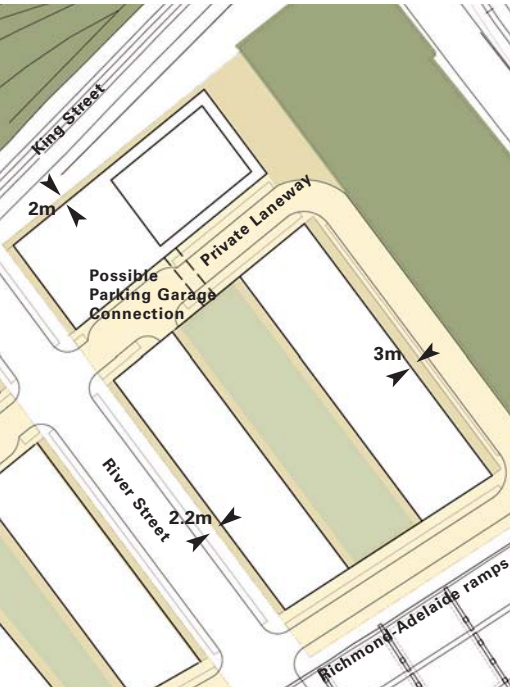 King Street
2m
Private Laneway
Possible
Parking Garage
Connection
3m
River Street
2.2m
Richmond-Adelaide ramps